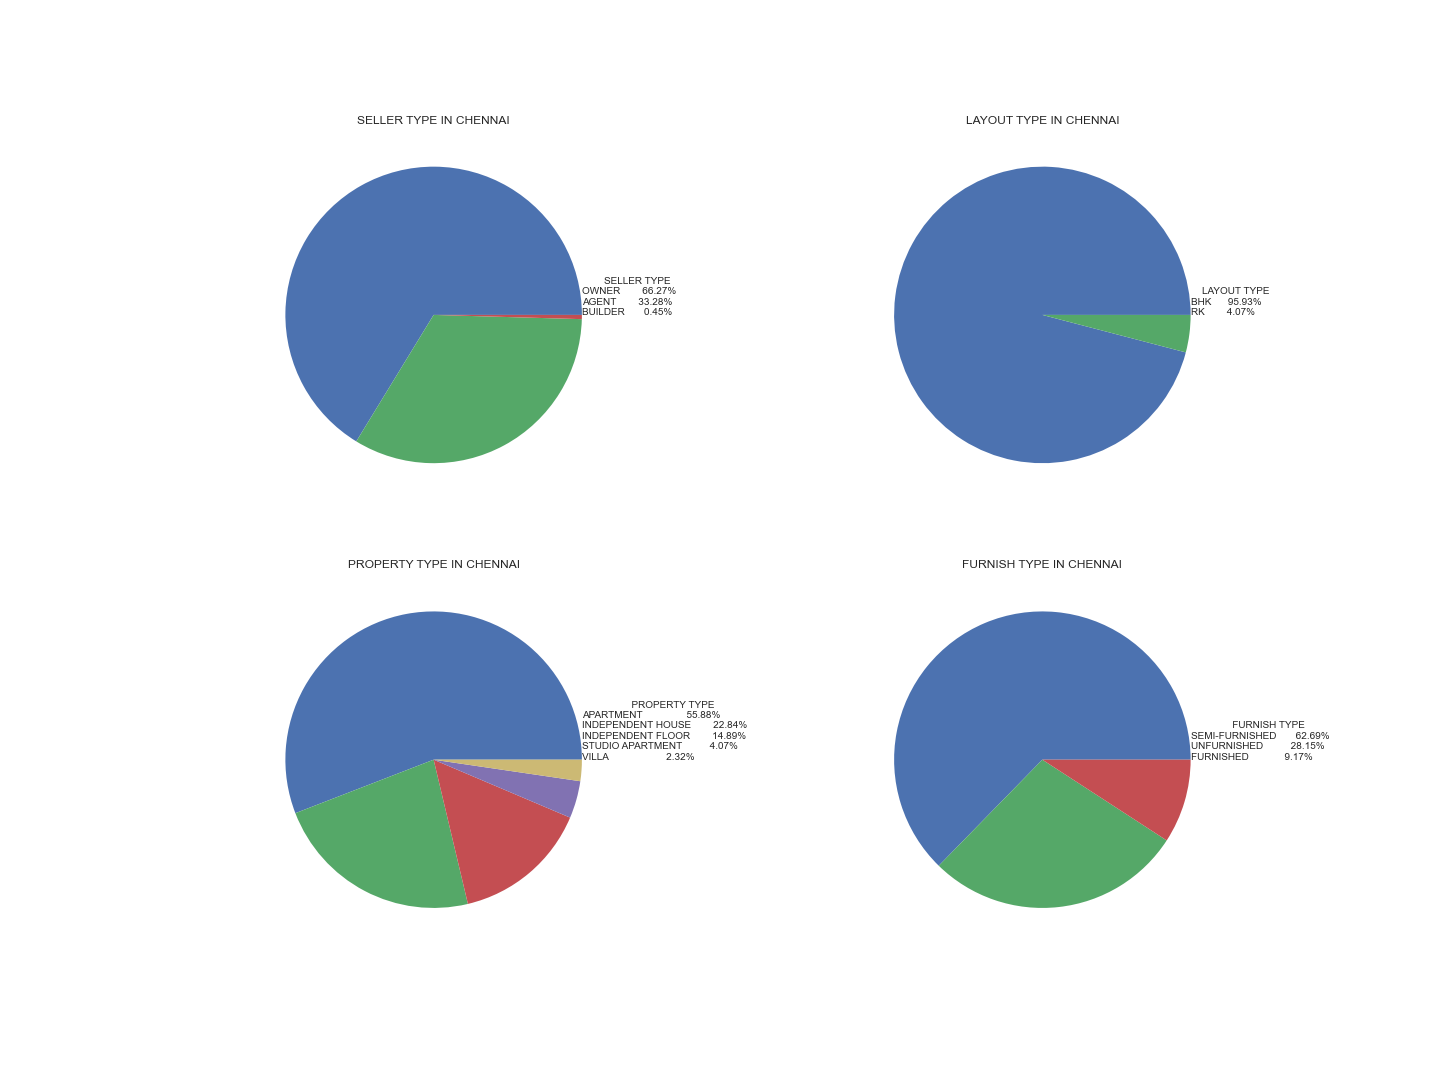 SELLER TYPE IN CHENNAI
SELLER TYPE
OWNER 66.27%
AGENT 33.28%
BUILDER 0.45%
LAYOUT TYPE IN CHENNAI
LAYOUT TYPE
BHK 95.93%
RK 4.07%
PROPERTY TYPE IN CHENNAI
PROPERTY TYPE
APARTMENT 55.88%
INDEPENDENT HOUSE 22.84%
INDEPENDENT FLOOR 14.89%
STUDIO APARTMENT 4.07%
VILLA 2.32%
FURNISH TYPE IN CHENNAI
FURNISH TYPE
SEMI-FURNISHED 62.69%
UNFURNISHED 28.15%
FURNISHED 9.17%